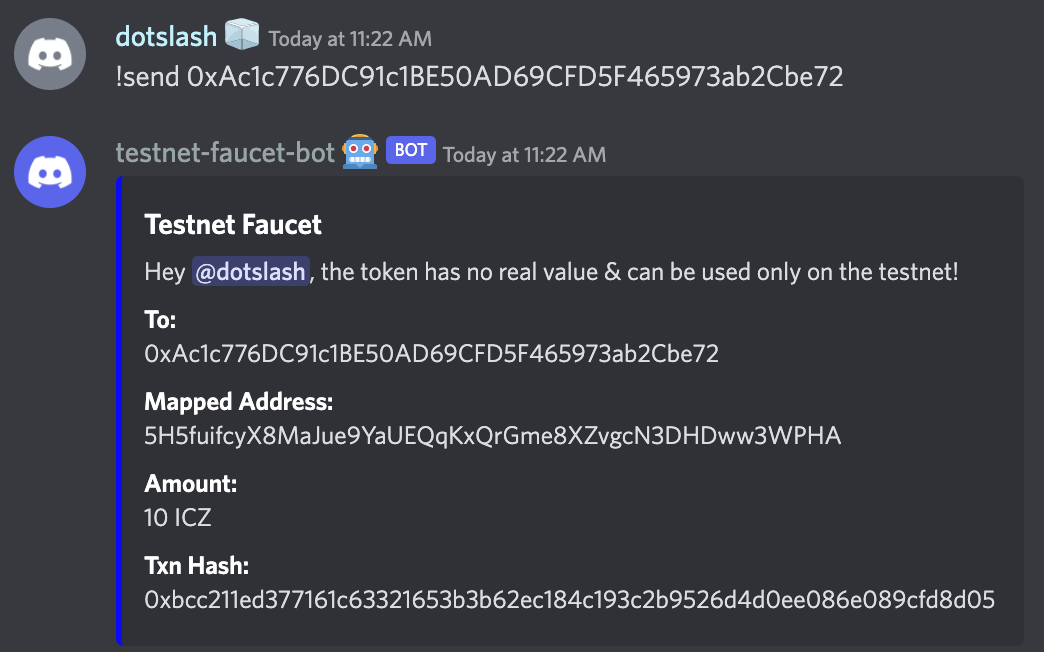 dotslash Today at 11:22 AM
!send 0xAc1c776DC91c1BE50AD69CFD5F465973ab2Cbe72
testnet-faucet-bot BOT Today at 11:22 AM
Testnet Faucet
Hey @dotslash, the token has no real value & can be used only on the testnet!
To:
0xAc1c776DC91c1BE50AD69CFD5F465973ab2Cbe72
Mapped Address:
5H5fuifcyX8MaJue9YaUEQqKxQrGme8XZvgcN3DHDww3WPHA
Amount:
10 ICZ
Txn Hash:
0xbcc211ed377161c63321653b3b62ec184c193c2b9526d4d0ee086e089cfd8d05